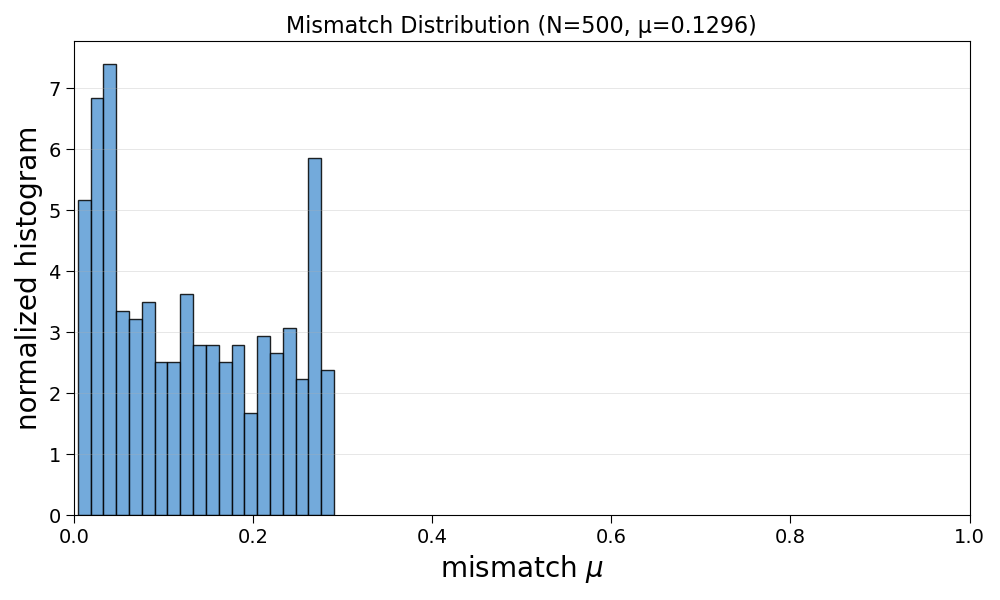 Mismatch Distribution (N=500, μ=0.1296)
normalized histogram
7
6
5
4
3
2
1
0
0.0 0.2 0.4 0.6 0.8 1.0
mismatch μ